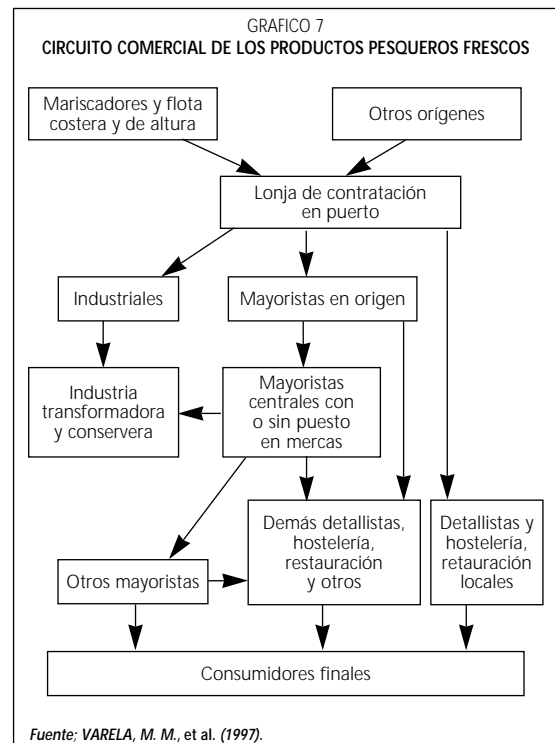 GRAFICO 7
CIRCUITO COMERCIAL DE LOS PRODUCTOS PESQUEROS FRESCOS
Mariscadores y flota
costera y de altura
Otros orígenes
Lonja de contratación
en puerto
Industriales
Mayoristas en origen
Industria
transformadora
y conservera
Mayoristas
centrales con
o sin puesto
en mercas
Otros mayoristas
Demás detallistas,
hostelería,
restauración
y otros
Detallistas y
hostelería,
retauración
locales
Consumidores finales
Fuente; VARELA, M. M., et al. (1997).